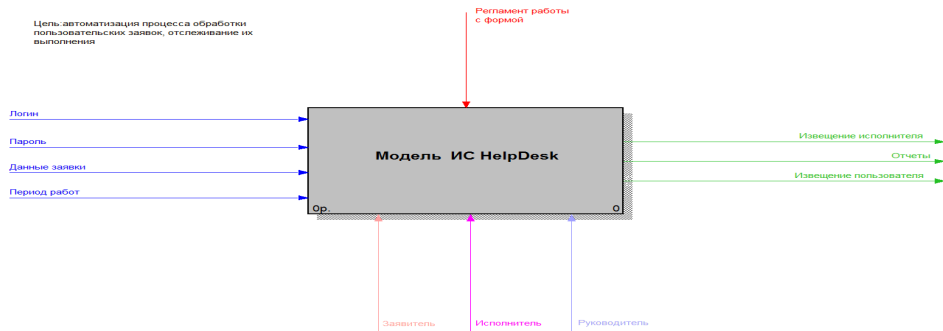 Цель:автоматизация процесса обработки
пользовательских заявок, отслеживание их
выполнения
Регламент работы
с формой
Логин
Пароль
Данные заявки
Период работ
Модель ИС HelpDesk
0р.
0
Извещение исполнителя
Отчеты
Извещение пользователя
Заявитель
Исполнитель
Руководитель